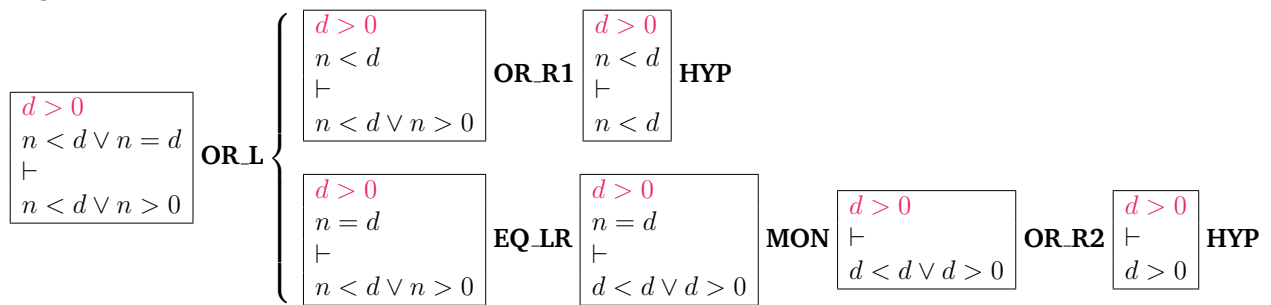 d > 0
n < d ∨ n = d
⊢
n < d ∨ n > 0
OR_L
d > 0
n < d
⊢
n < d ∨ n > 0
OR_R1
d > 0
n < d
⊢
n < d
HYP
d > 0
n = d
⊢
n < d ∨ n > 0
EQ_LR
d > 0
n = d
⊢
d < d ∨ d > 0
MON
d > 0
⊢
d < d ∨ d > 0
OR_R2
d > 0
⊢
d > 0
HYP